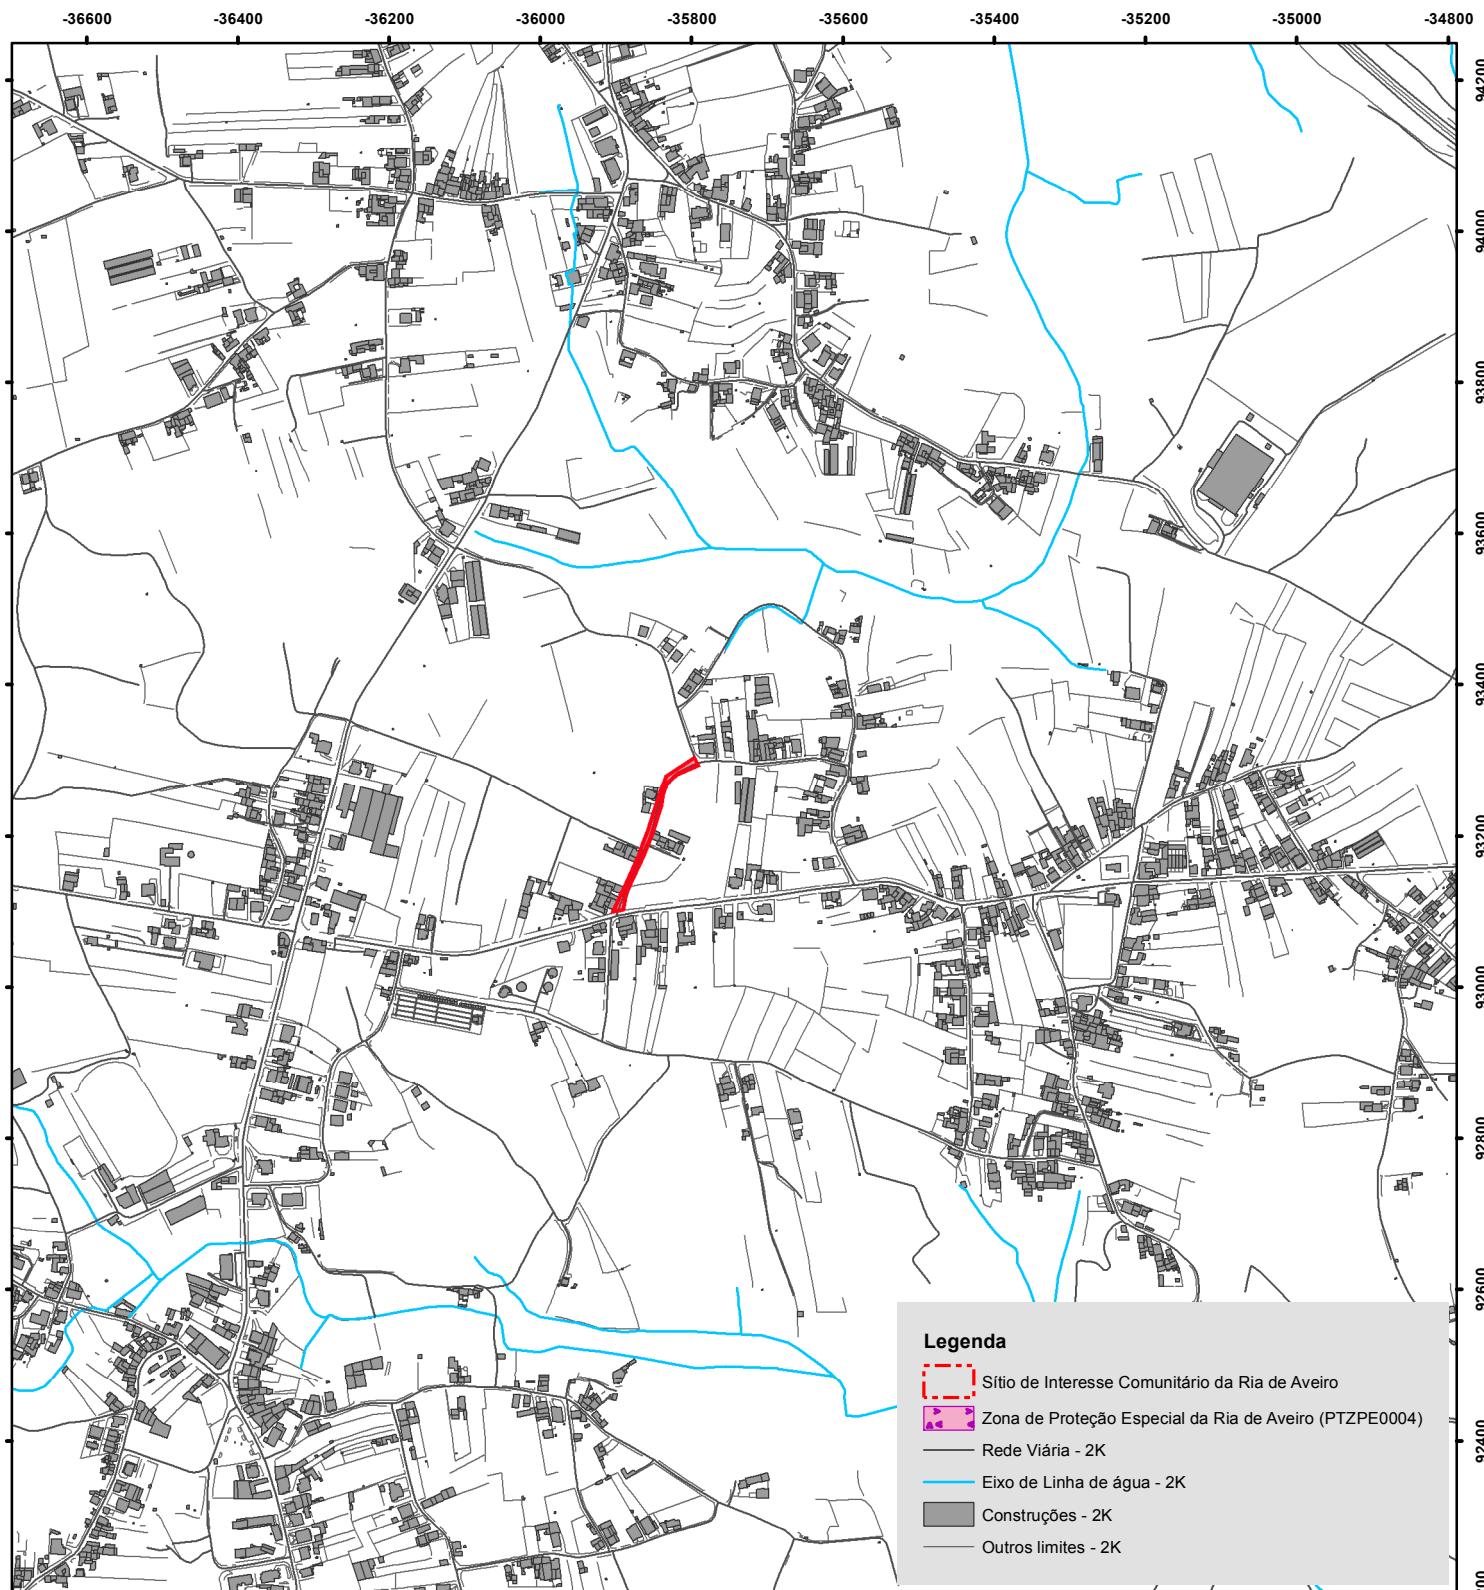 -36600 -36400 -36200 -36000 -35800 -35600 -35400 -35200 -35000 -34800
94200
94000
93800
93600
93400
93200
93000
92800
92600
92400
Legenda
Sítio de Interesse Comunitário da Ria de Aveiro
Zona de Proteção Especial da Ria de Aveiro (PTZPE0004)
Rede Viária - 2K
Eixo de Linha de água - 2K
Construções - 2K
Outros limites - 2K